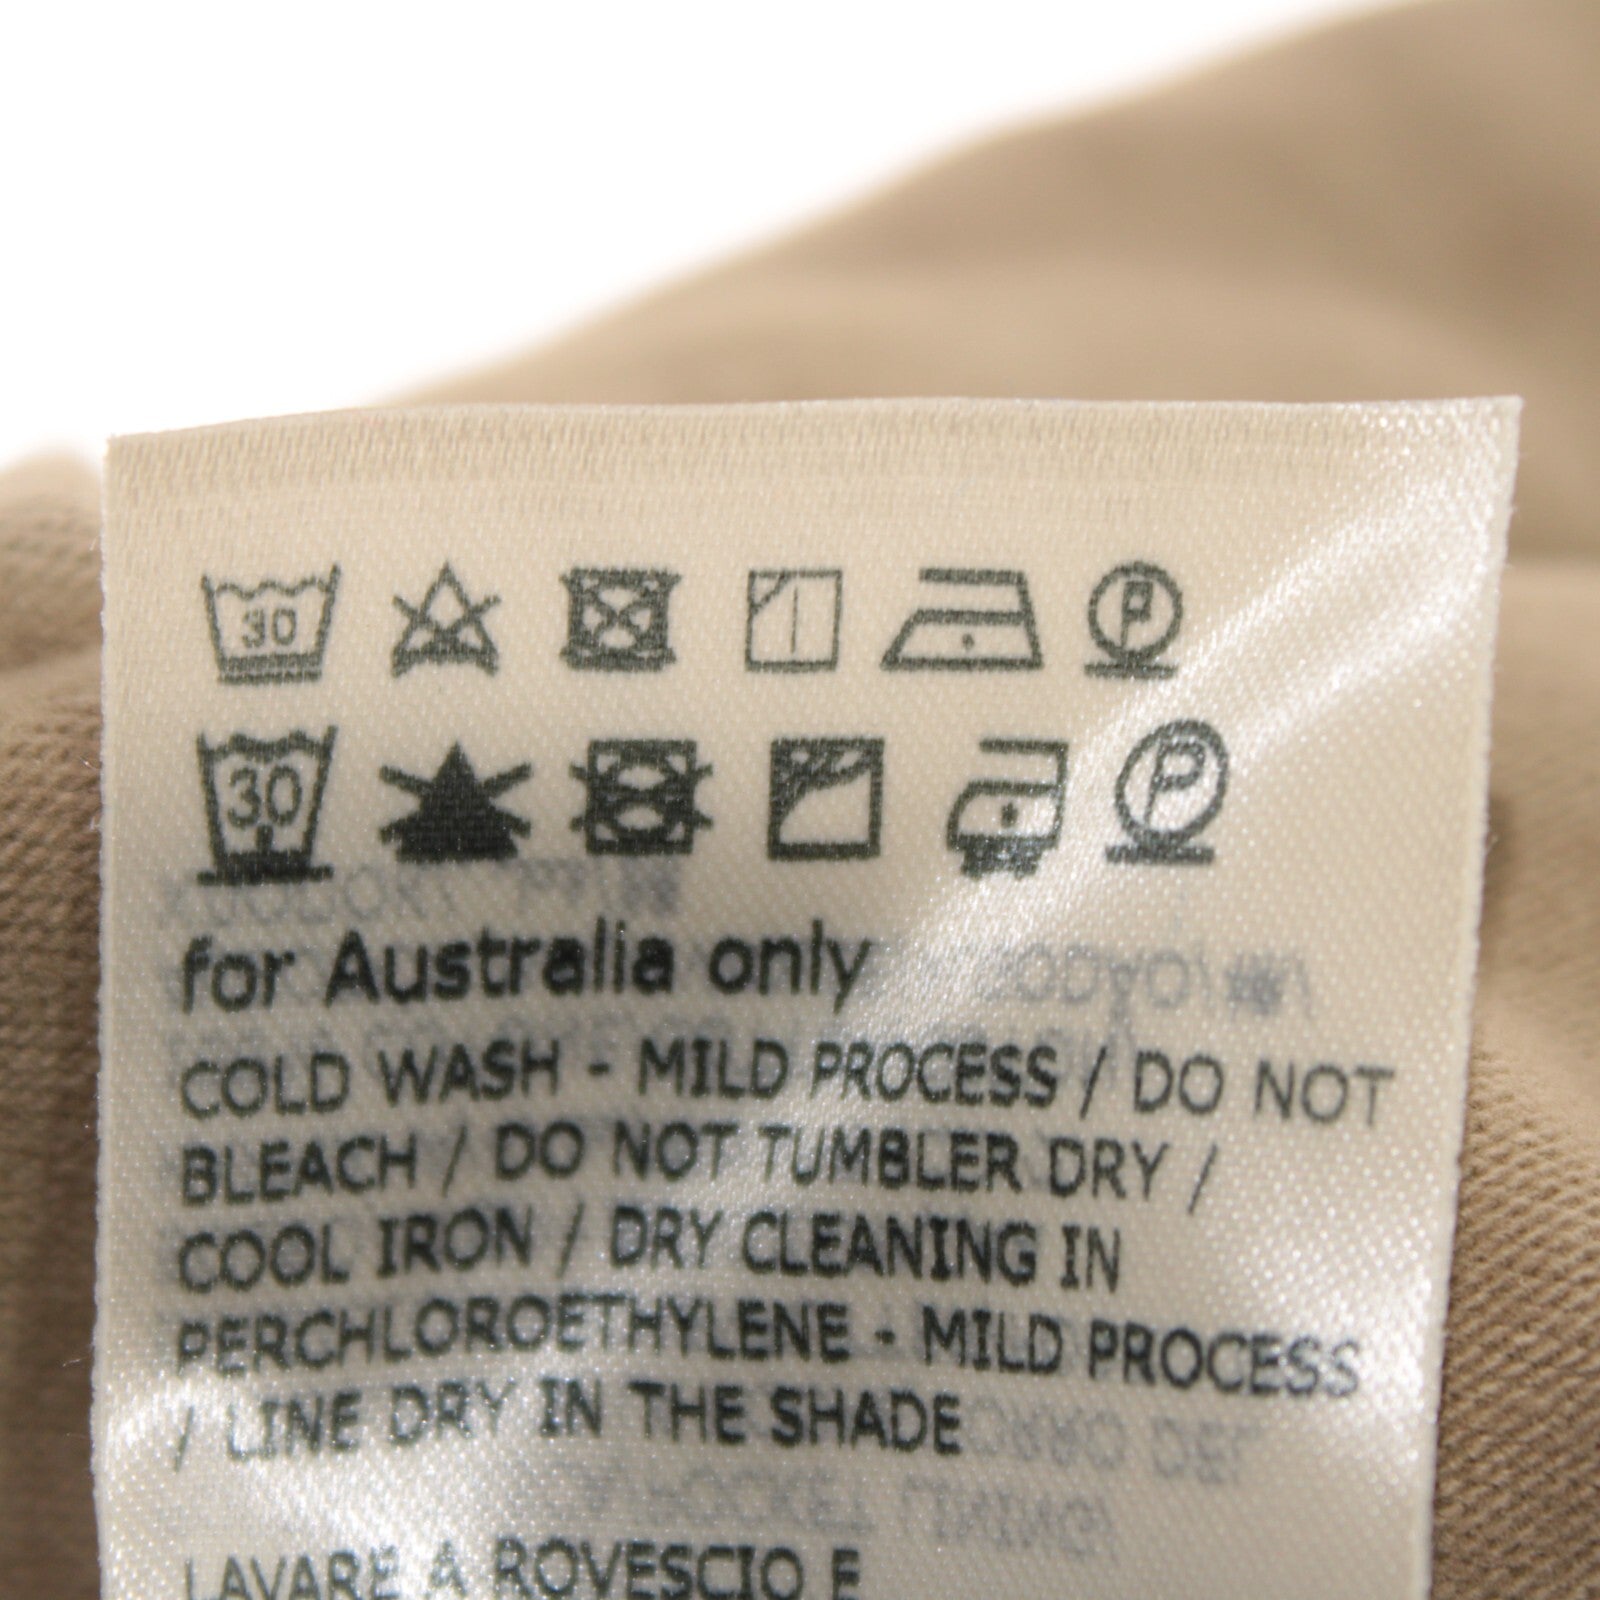 30 P
30 P
for Australia only
COLD WASH - MILD PROCESS / DO NOT
BLEACH / DO NOT TUMBLER DRY /
COOL IRON / DRY CLEANING IN
PERCHLOROETHYLENE - MILD PROCESS
/ LINE DRY IN THE SHADE
LAVARE A ROVESCIO E